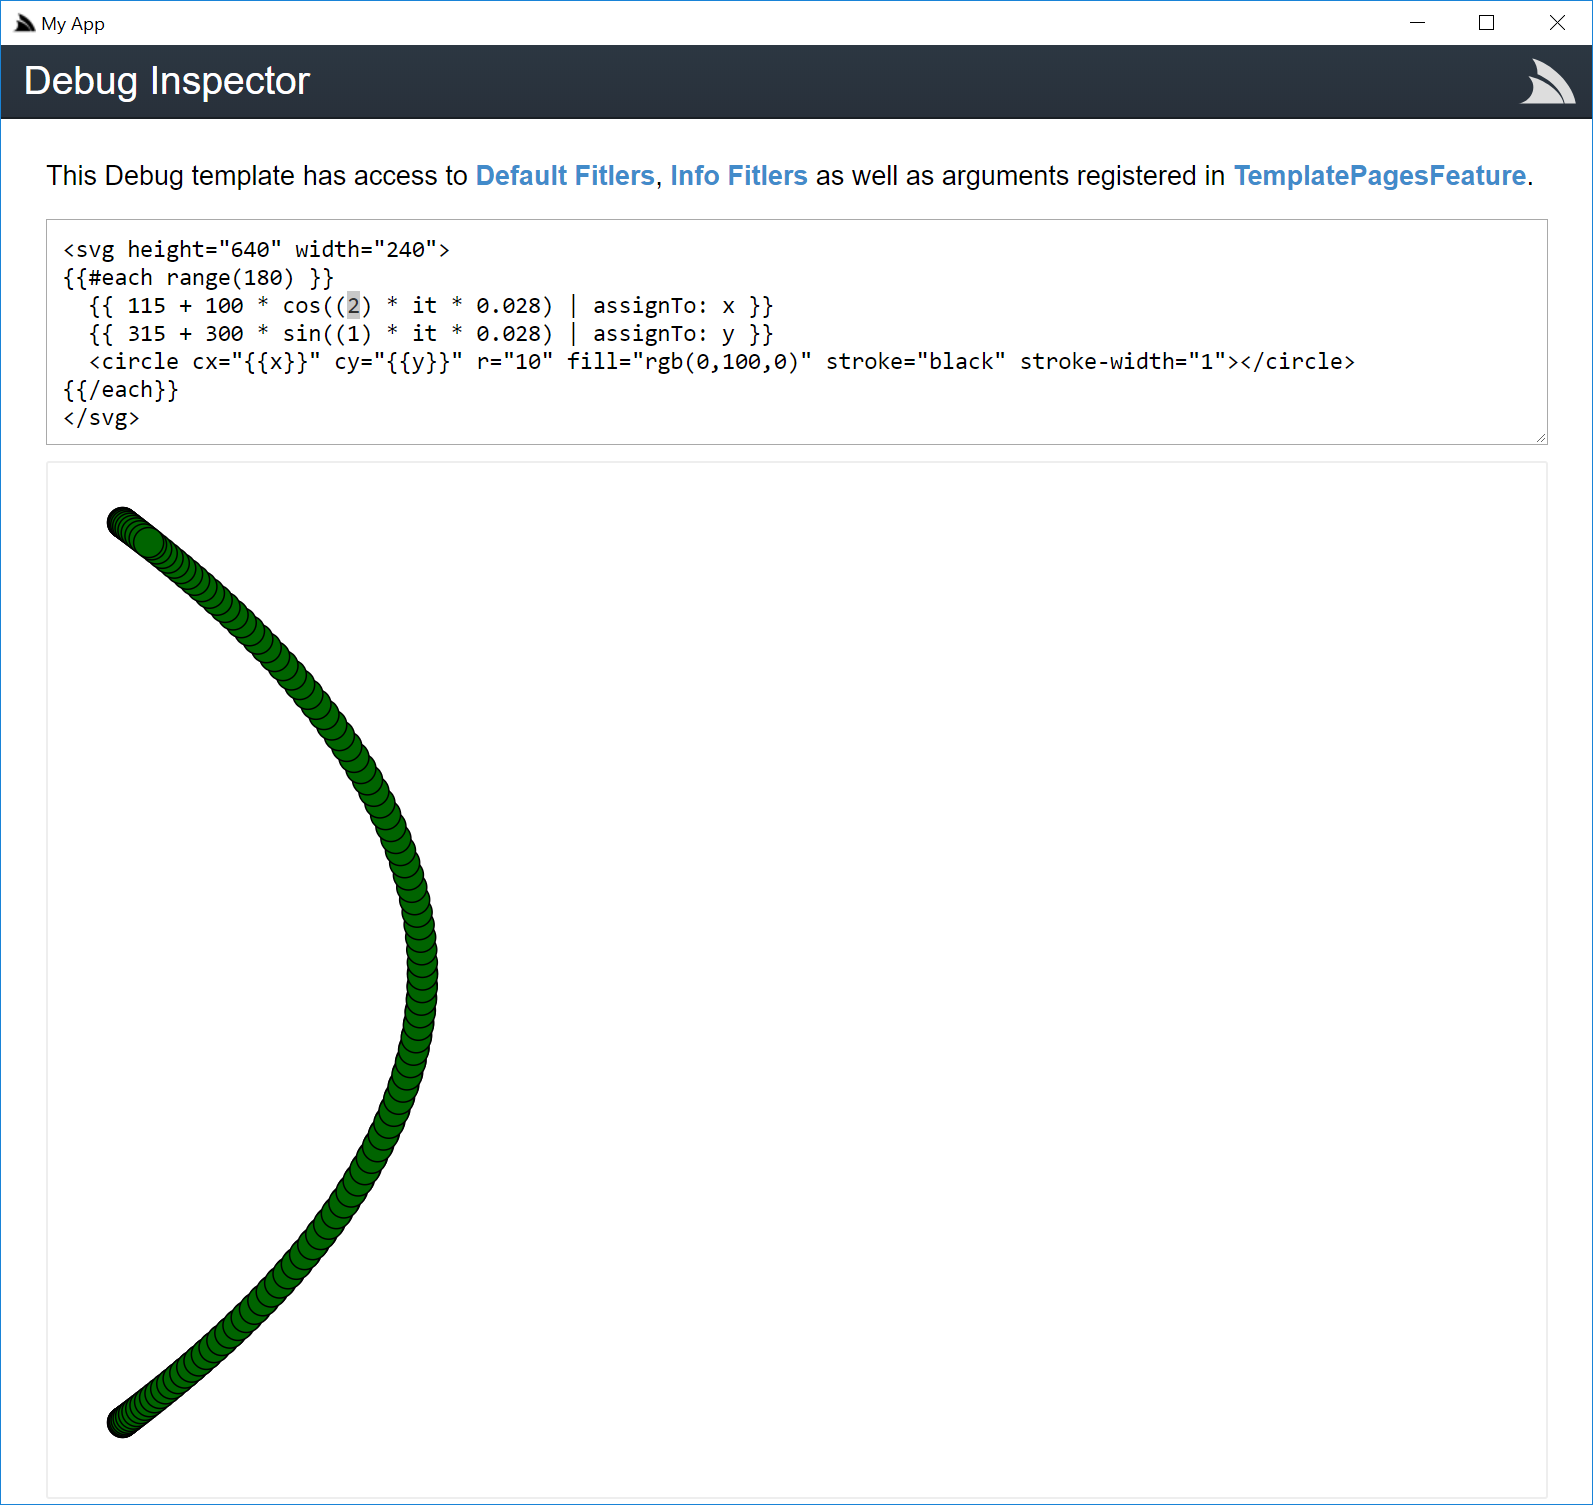 My App
Debug Inspector
This Debug template has access to Default Fitlers, Info Fitlers as well as arguments registered in TemplatePagesFeature.
<svg height="640" width="240">
{{#each range(180) }}
  {{ 115 + 100 * cos((2) * it * 0.028) | assignTo: x }}
  {{ 315 + 300 * sin((1) * it * 0.028) | assignTo: y }}
  <circle cx="{{x}}" cy="{{y}}" r="10" fill="rgb(0,100,0)" stroke="black" stroke-width="1"></circle>
{{/each}}
</svg>